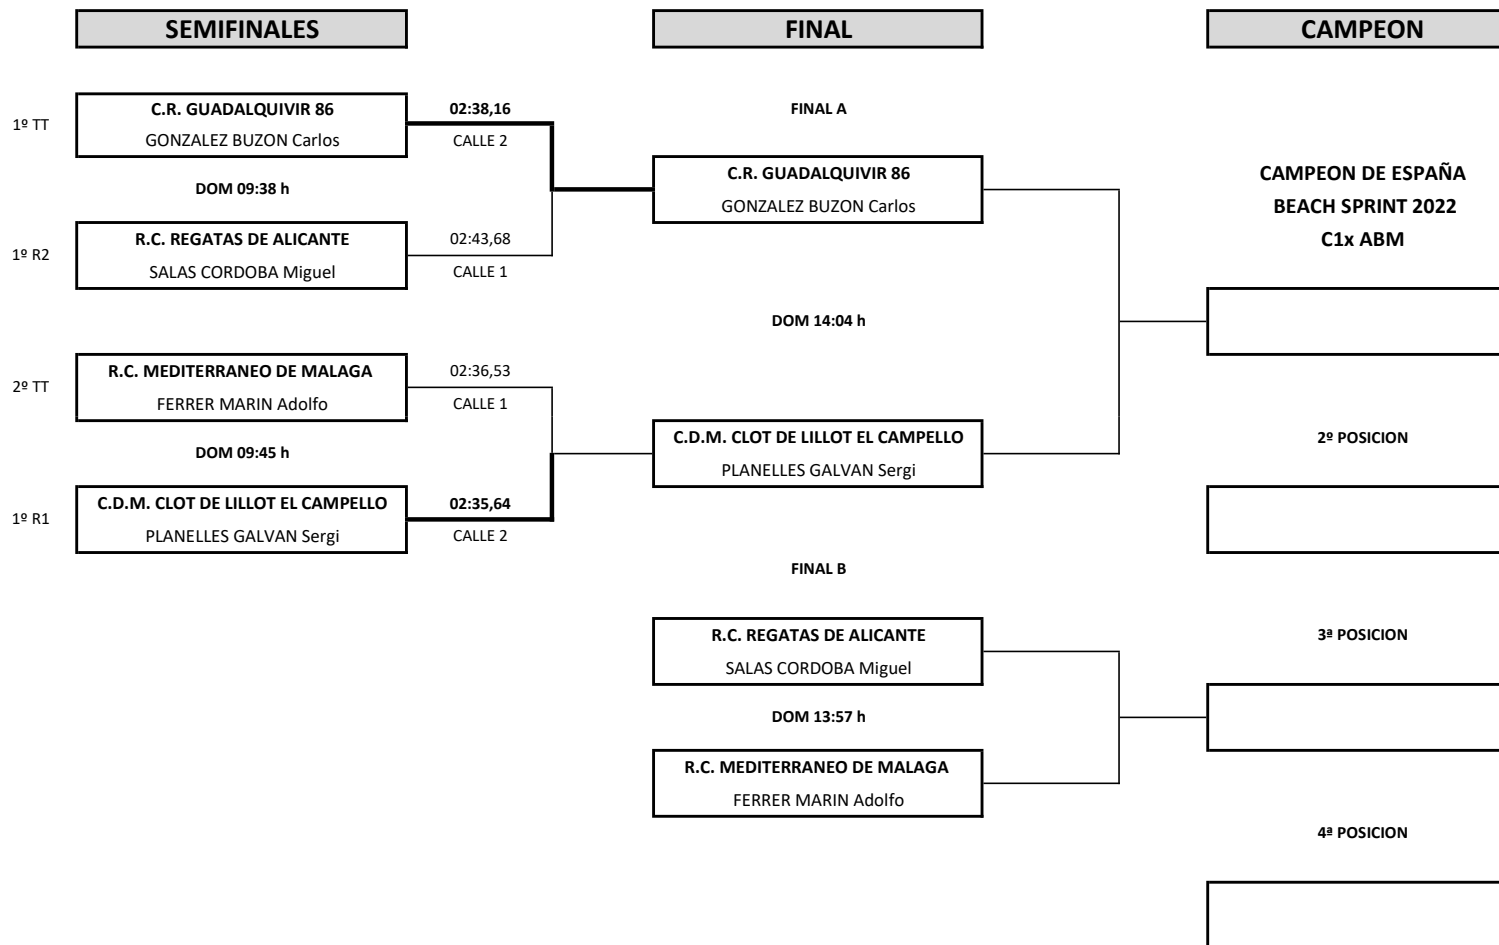 SEMIFINALES
FINAL
CAMPEON
1º TT
C.R. GUADALQUIVIR 86
GONZALEZ BUZON Carlos
02:38,16
CALLE 2
DOM 09:38 h
1º R2
R.C. REGATAS DE ALICANTE
SALAS CORDOBA Miguel
02:43,68
CALLE 1
2º TT
R.C. MEDITERRANEO DE MALAGA
FERRER MARIN Adolfo
02:36,53
CALLE 1
DOM 09:45 h
1º R1
C.D.M. CLOT DE LILLOT EL CAMPELLO
PLANELLES GALVAN Sergi
02:35,64
CALLE 2
FINAL A
C.R. GUADALQUIVIR 86
GONZALEZ BUZON Carlos
DOM 14:04 h
C.D.M. CLOT DE LILLOT EL CAMPELLO
PLANELLES GALVAN Sergi
FINAL B
R.C. REGATAS DE ALICANTE
SALAS CORDOBA Miguel
DOM 13:57 h
R.C. MEDITERRANEO DE MALAGA
FERRER MARIN Adolfo
CAMPEON DE ESPAÑA
BEACH SPRINT 2022
C1x ABM
2º POSICION
3ª POSICION
4ª POSICION